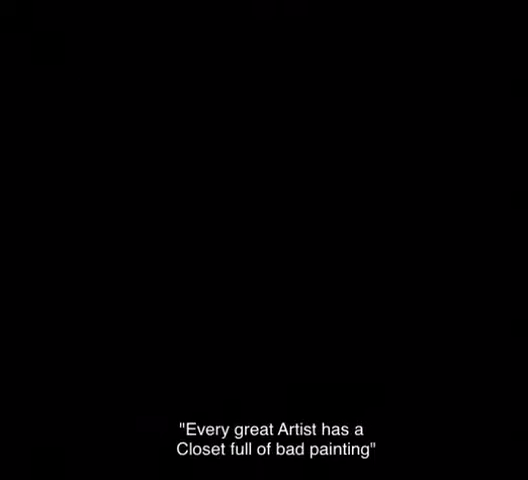 "Every great Artist has a
Closet full of bad painting"